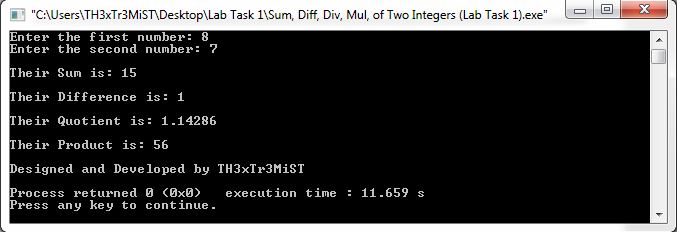 "C:\Users\TH3xTr3MiST\Desktop\Lab Task 1\Sum, Diff, Div, Mul, of Two Integers (Lab Task 1).exe"
Enter the first number: 8
Enter the second number: 7
Their Sum is: 15
Their Difference is: 1
Their Quotient is: 1.14286
Their Product is: 56
Designed and Developed by TH3xTr3MiST
Process returned 0 (0x0)   execution time : 11.659 s
Press any key to continue.